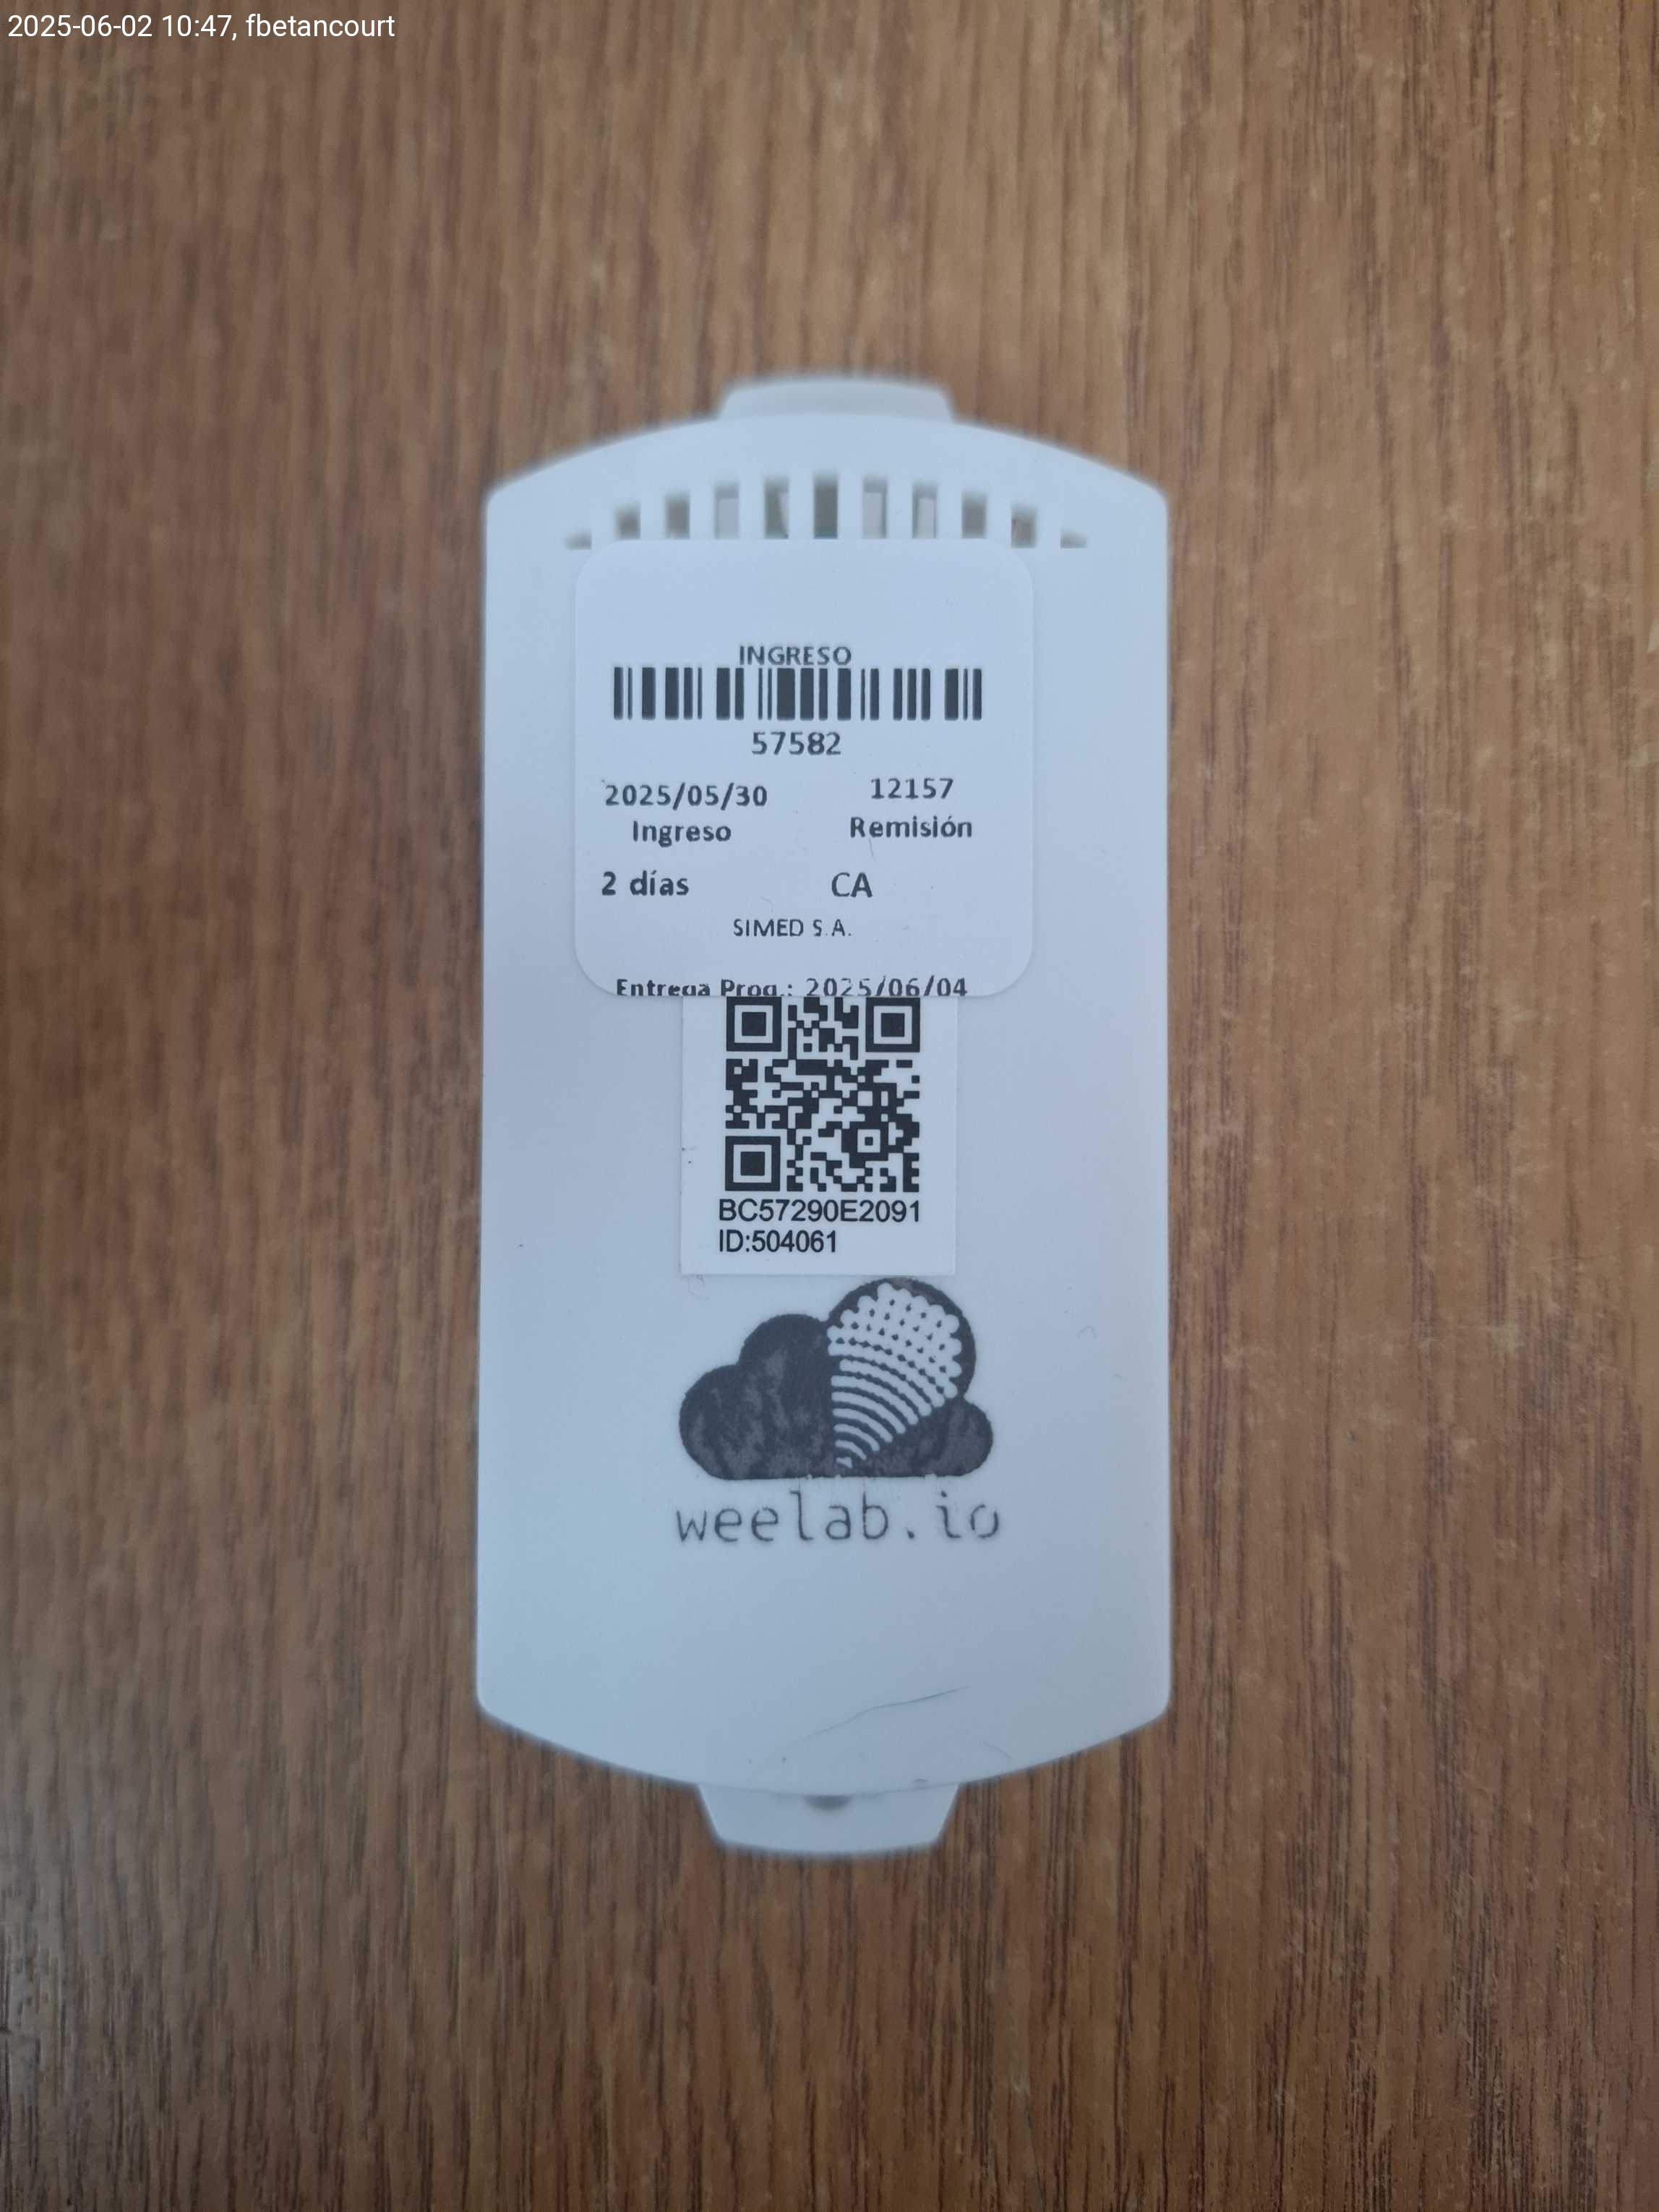 2025-06-02 10:47, fbetancourt
INGRESO
57582
2025/05/30 12157
Ingreso Remisión
2 días CA
SIMED S.A.
Entrega Prog.: 2025/06/04
BC57290E2091
ID:504061
weelab.io